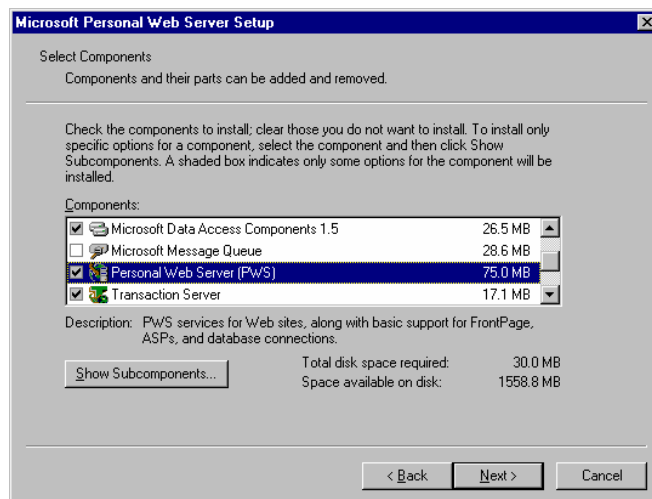 Microsoft Personal Web Server Setup
Select Components
Components and their parts can be added and removed.
Check the components to install; clear those you do not want to install. To install only
specific options for a component, select the component and then click Show
Subcomponents. A shaded box indicates only some options for the component will be
installed.
Components:
Microsoft Data Access Components 1.5 26.5 MB
Microsoft Message Queue 28.6 MB
Personal Web Server (PWS) 75.0 MB
Transaction Server 17.1 MB
Description: PWS services for Web sites, along with basic support for FrontPage,
ASPs, and database connections.
Show Subcomponents...
Total disk space required: 30.0 MB
Space available on disk: 1558.8 MB
< Back
Next >
Cancel